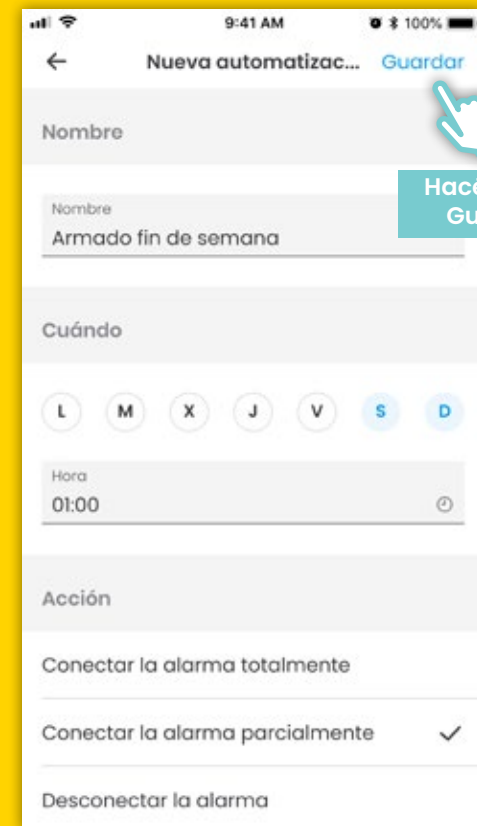 9:41 AM 100%
Nueva automatizac... Guardar
Nombre
Nombre
Armado fin de semana
Cuándo
L M X J V S D
Hora
01:00
Acción
Conectar la alarma totalmente
Conectar la alarma parcialmente
Desconectar la alarma